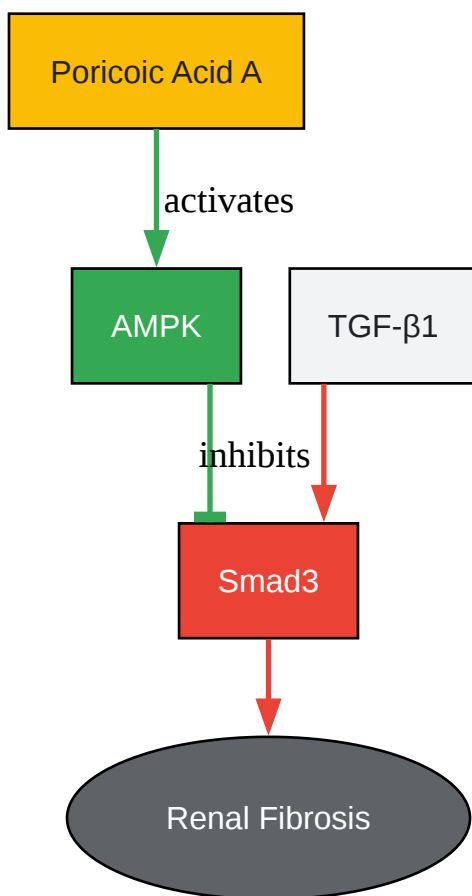 Poricoic Acid A
activates
AMPK
TGF-β1
inhibits
Smad3
Renal Fibrosis